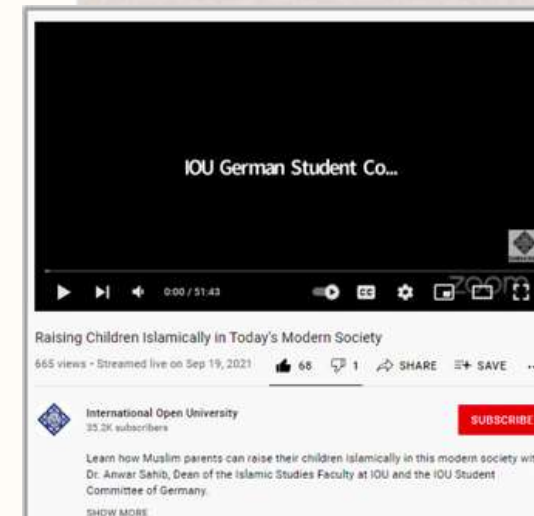 IOU German Student Co...
zoom
0:00 / 51:43
CC
Raising Children Islamically in Today's Modern Society
665 views • Streamed live on Sep 19, 2021 68 1 SHARE SAVE ...
International Open University
35.2K subscribers
SUBSCRIBE
Learn how Muslim parents can raise their children Islamically in this modern society wit
Dr. Anwar Sahib, Dean of the Islamic Studies Faculty at IOU and the IOU Student
Committee of Germany.
SHOW MORE